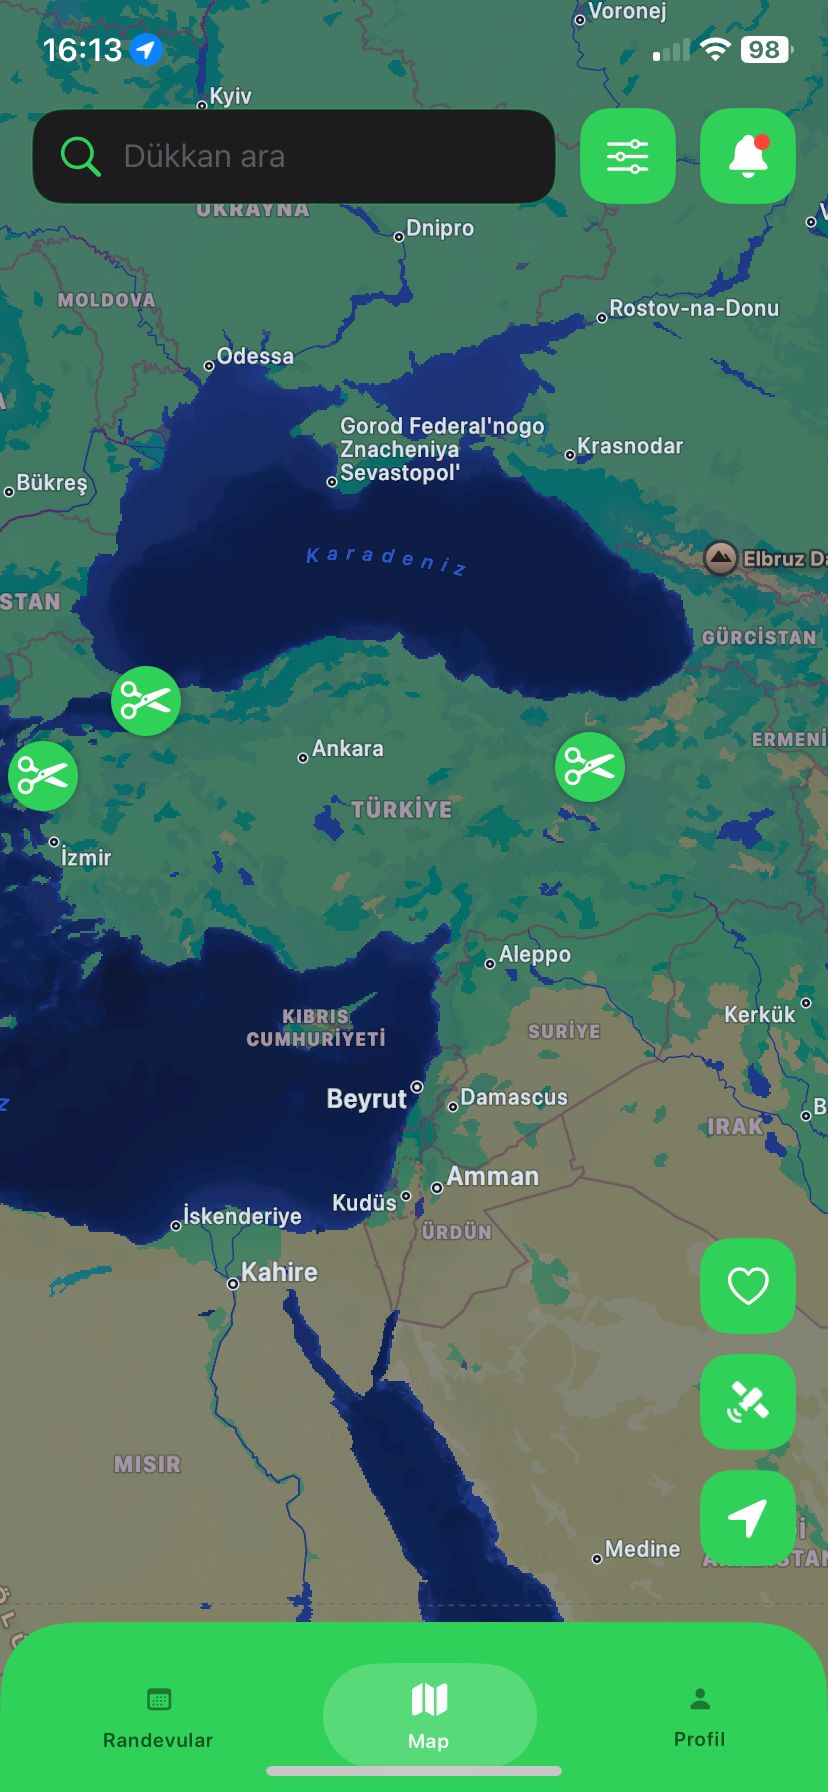 Voronej
16:13
98
Kyiv
Dükkan ara
UKRAYNA
Dnipro
MOLDOVA
Rostov-na-Donu
Odessa
Gorod Federal'nogo
Znacheniya
Sevastopol'
Krasnodar
Bükreş
Karadeniz
Elbruz Da
STAN
GÜRCİSTAN
ERMENİ
Ankara
TÜRKİYE
İzmir
Aleppo
KIBRIS
CUMHURİYETİ
SURİYE
Kerkük
Beyrut
Damascus
IRAK
B
Amman
Kudüs
İskenderiye
ÜRDÜN
Kahire
MISIR
Medine
Randevular
Map
Profil